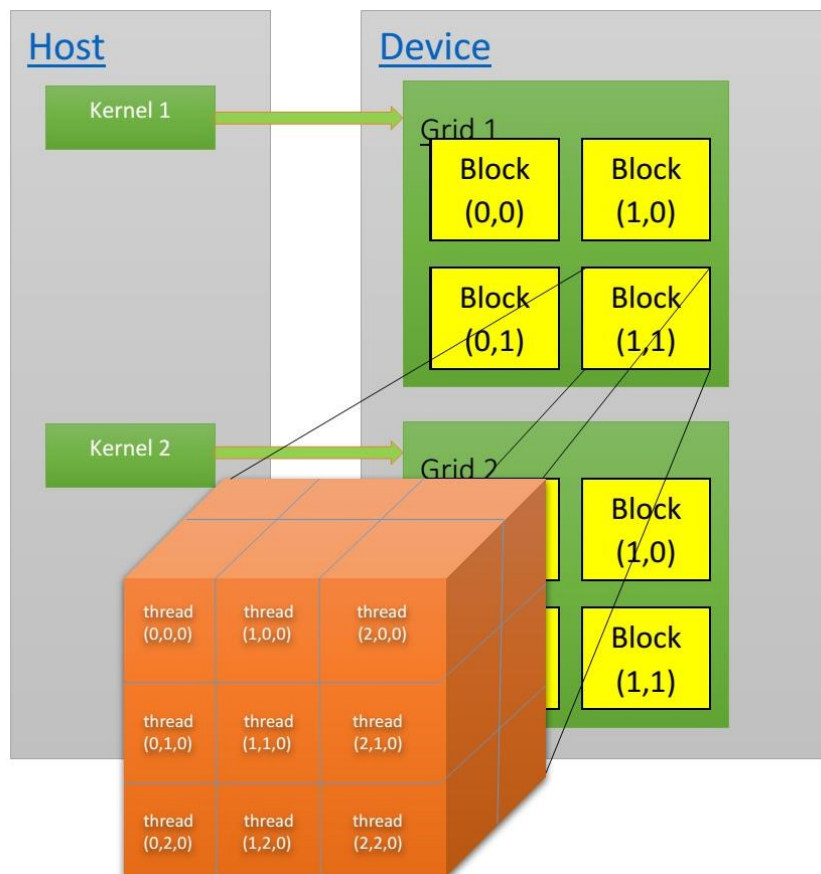 Host
Device
Kernel 1
Grid 1
Block
(0,0)
Block
(1,0)
Block
(0,1)
Block
(1,1)
Kernel 2
Grid 2
Block
(1,0)
Block
(1,1)
thread
(0,0,0)
thread
(1,0,0)
thread
(2,0,0)
thread
(0,1,0)
thread
(1,1,0)
thread
(2,1,0)
thread
(0,2,0)
thread
(1,2,0)
thread
(2,2,0)